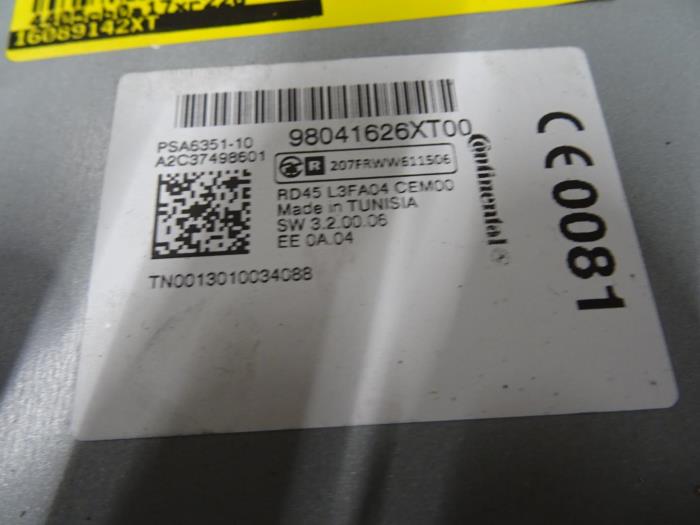 16089142XT
PSA6351-10
A2C37498601
98041626XT00
R 207FRWW611506
RD45 L3FA04 CEM00
Made in TUNISIA
SW 3.2.00.06
EE 0A.04
TN0013010034088
Continental
CE 0081